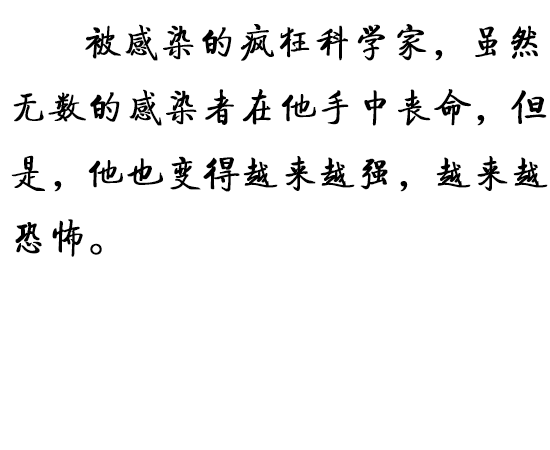 被感染的疯狂科学家，虽然
无数的感染者在他手中丧命，但
是，他也变得越来越强，越来越
恐怖。